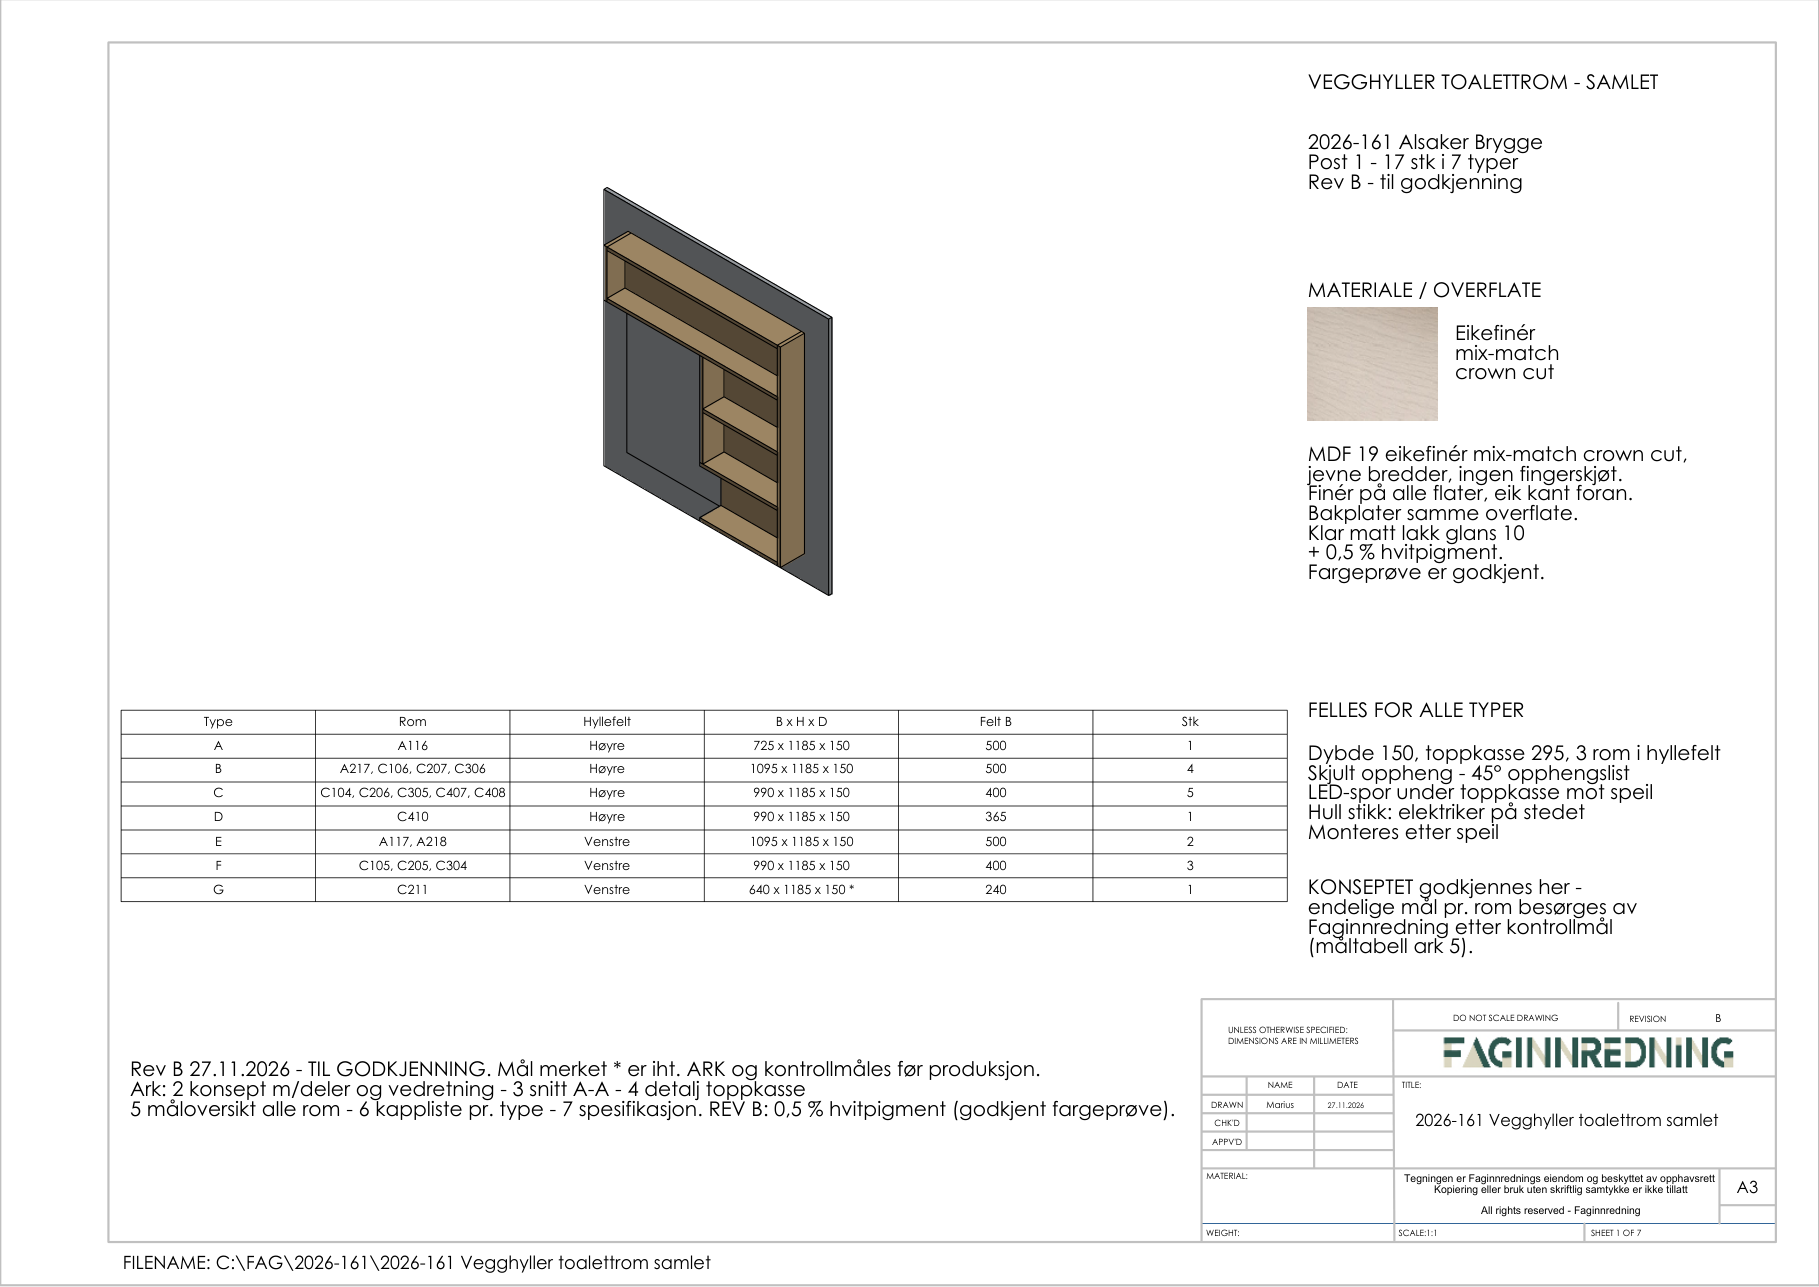 VEGGHYLLER TOALETTROM - SAMLET
2026-161 Alsaker Brygge
Post 1 - 17 stk i 7 typer
Rev B - til godkjenning
MATERIALE / OVERFLATE
Eikefinér
mix-match
crown cut
MDF 19 eikefinér mix-match crown cut,
jevne bredder, ingen fingerskjøt.
Finér på alle flater, eik kant foran.
Bakplater samme overflate.
Klar matt lakk glans 10
+ 0,5 % hvitpigment.
Fargeprøve er godkjent.
Type Rom Hyllefelt B x H x D Felt B Stk
A A116 Høyre 725 x 1185 x 150 500 1
B A217, C106, C207, C306 Høyre 1095 x 1185 x 150 500 4
C C104, C206, C305, C407, C408 Høyre 990 x 1185 x 150 400 5
D C410 Høyre 990 x 1185 x 150 365 1
E A117, A218 Venstre 1095 x 1185 x 150 500 2
F C105, C205, C304 Venstre 990 x 1185 x 150 400 3
G C211 Venstre 640 x 1185 x 150 * 240 1
FELLES FOR ALLE TYPER
Dybde 150, toppkasse 295, 3 rom i hyllefelt
Skjult oppheng - 45° opphengslist
LED-spor under toppkasse mot speil
Hull stikk: elektriker på stedet
Monteres etter speil
KONSEPTET godkjennes her -
endelige mål pr. rom besørges av
Faginnredning etter kontrollmål
(måltabell ark 5).
Rev B 27.11.2026 - TIL GODKJENNING. Mål merket * er iht. ARK og kontrollmåles før produksjon.
Ark: 2 konsept m/deler og vedretning - 3 snitt A-A - 4 detalj toppkasse
5 måloversikt alle rom - 6 kappliste pr. type - 7 spesifikasjon. REV B: 0,5 % hvitpigment (godkjent fargeprøve).
UNLESS OTHERWISE SPECIFIED:
DIMENSIONS ARE IN MILLIMETERS
DO NOT SCALE DRAWING
REVISION B
FAGINNREDNiNG
NAME DATE
DRAWN Marius 27.11.2026
CHK'D
APPV'D
TITLE:
2026-161 Vegghyller toalettrom samlet
MATERIAL:
Tegningen er Faginnrednings eiendom og beskyttet av opphavsrett
Kopiering eller bruk uten skriftlig samtykke er ikke tillatt
All rights reserved - Faginnredning
A3
WEIGHT:
SCALE:1:1
SHEET 1 OF 7
FILENAME: C:\FAG\2026-161\2026-161 Vegghyller toalettrom samlet